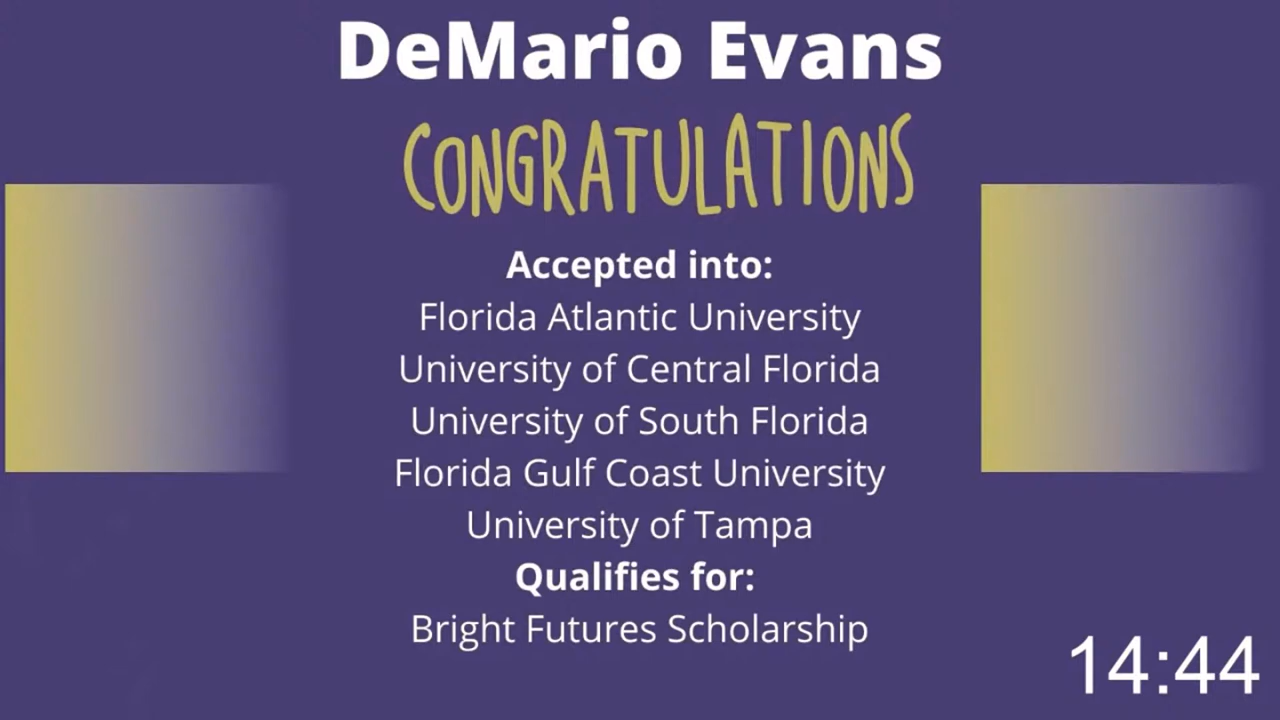 DeMario Evans
CONGRATULATIONS
Accepted into:
Florida Atlantic University
University of Central Florida
University of South Florida
Florida Gulf Coast University
University of Tampa
Qualifies for:
Bright Futures Scholarship
14:44